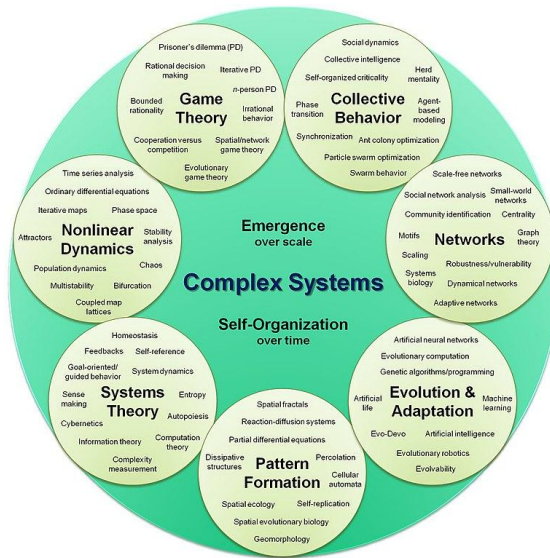 Prisoner's dilemma (PD)
Rational decision
making
Iterative PD
n-person PD
Bounded
rationality
Game
Theory
Irrational
behavior
Cooperation versus
competition
Spatial/network
game theory
Evolutionary
game theory
Social dynamics
Collective intelligence
Self-organized criticality
Herd
mentality
Phase
transition
Collective
Behavior
Agent-
based
modeling
Synchronization
Ant colony optimization
Particle swarm optimization
Swarm behavior
Time series analysis
Ordinary differential equations
Iterative maps
Phase space
Attractors
Nonlinear
Dynamics
Stability
analysis
Population dynamics
Chaos
Multistability
Bifurcation
Coupled map
lattices
Scale-free networks
Social network analysis
Small-world
networks
Community identification
Centrality
Motifs
Networks
Graph
theory
Scaling
Robustness/vulnerability
Systems
biology
Dynamical networks
Adaptive networks
Emergence
over scale
Complex Systems
Self-Organization
over time
Homeostasis
Feedbacks
Self-reference
Goal-oriented/
guided behavior
System dynamics
Sense
making
Systems
Theory
Entropy
Cybernetics
Autopoiesis
Information theory
Computation
theory
Complexity
measurement
Artificial neural networks
Evolutionary computation
Genetic algorithms/programming
Artificial
life
Evolution &
Adaptation
Machine
learning
Evo-Devo
Artificial intelligence
Evolutionary robotics
Evolvability
Spatial fractals
Reaction-diffusion systems
Partial differential equations
Dissipative
structures
Pattern
Formation
Percolation
Cellular
automata
Spatial ecology
Self-replication
Spatial evolutionary biology
Geomorphology